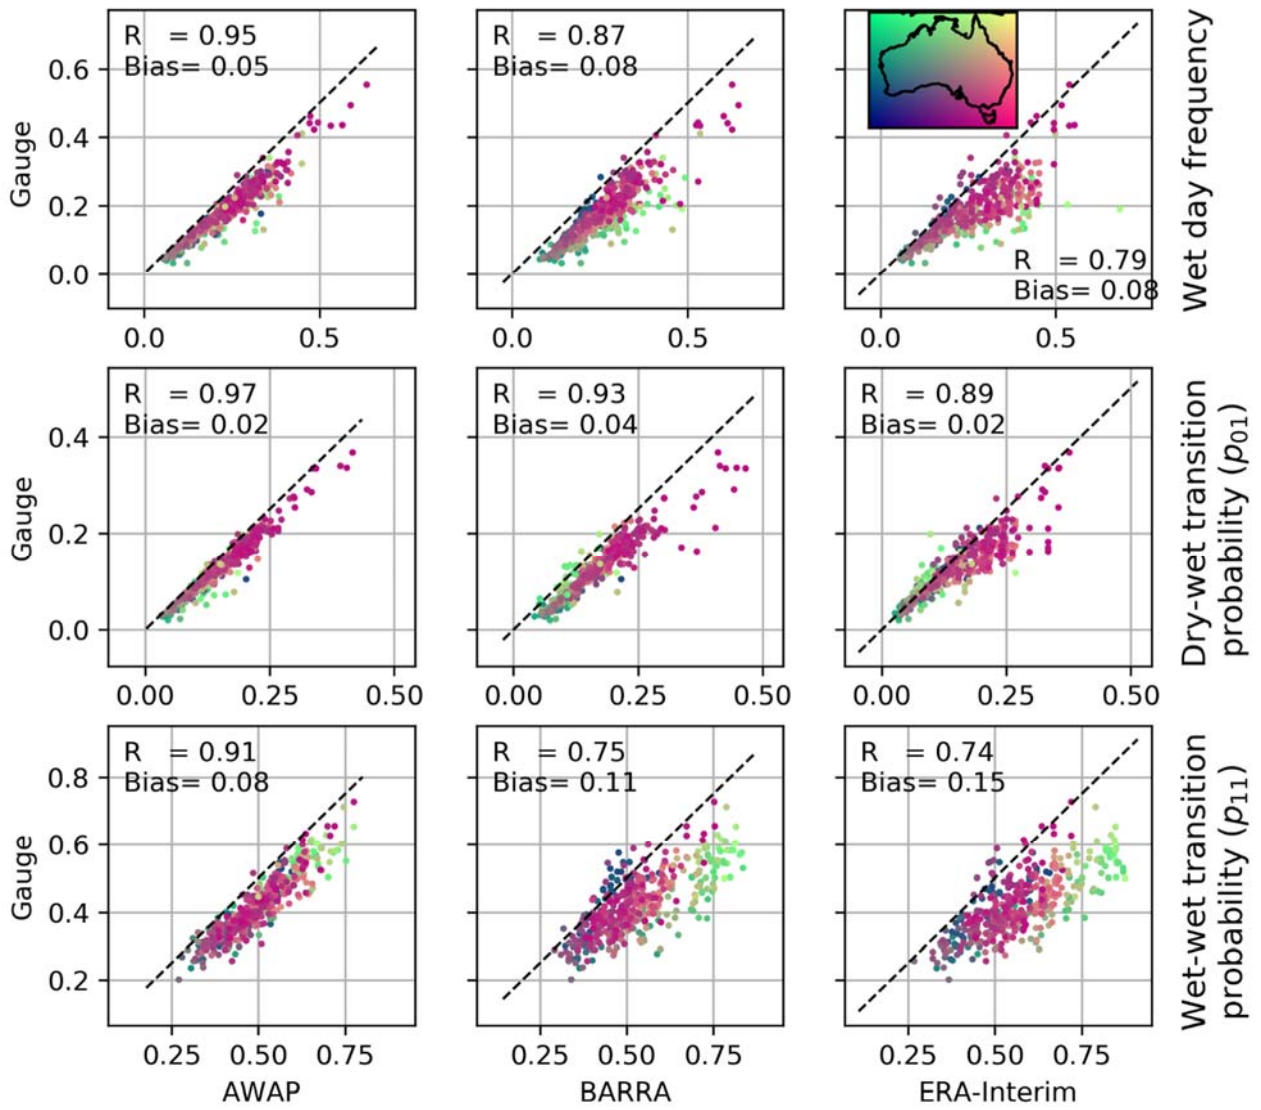 R = 0.95
Bias= 0.05
R = 0.87
Bias= 0.08
R = 0.79
Bias= 0.08
Gauge
0.6
0.4
0.2
0.0
0.0 0.5
0.0 0.5
0.0 0.5
Wet day frequency
R = 0.97
Bias= 0.02
R = 0.93
Bias= 0.04
R = 0.89
Bias= 0.02
Gauge
0.4
0.2
0.0
0.00 0.25 0.50
0.00 0.25 0.50
0.00 0.25 0.50
Dry-wet transition
probability (p01)
R = 0.91
Bias= 0.08
R = 0.75
Bias= 0.11
R = 0.74
Bias= 0.15
Gauge
0.8
0.6
0.4
0.2
0.25 0.50 0.75
0.25 0.50 0.75
0.25 0.50 0.75
Wet-wet transition
probability (p11)
AWAP
BARRA
ERA-Interim